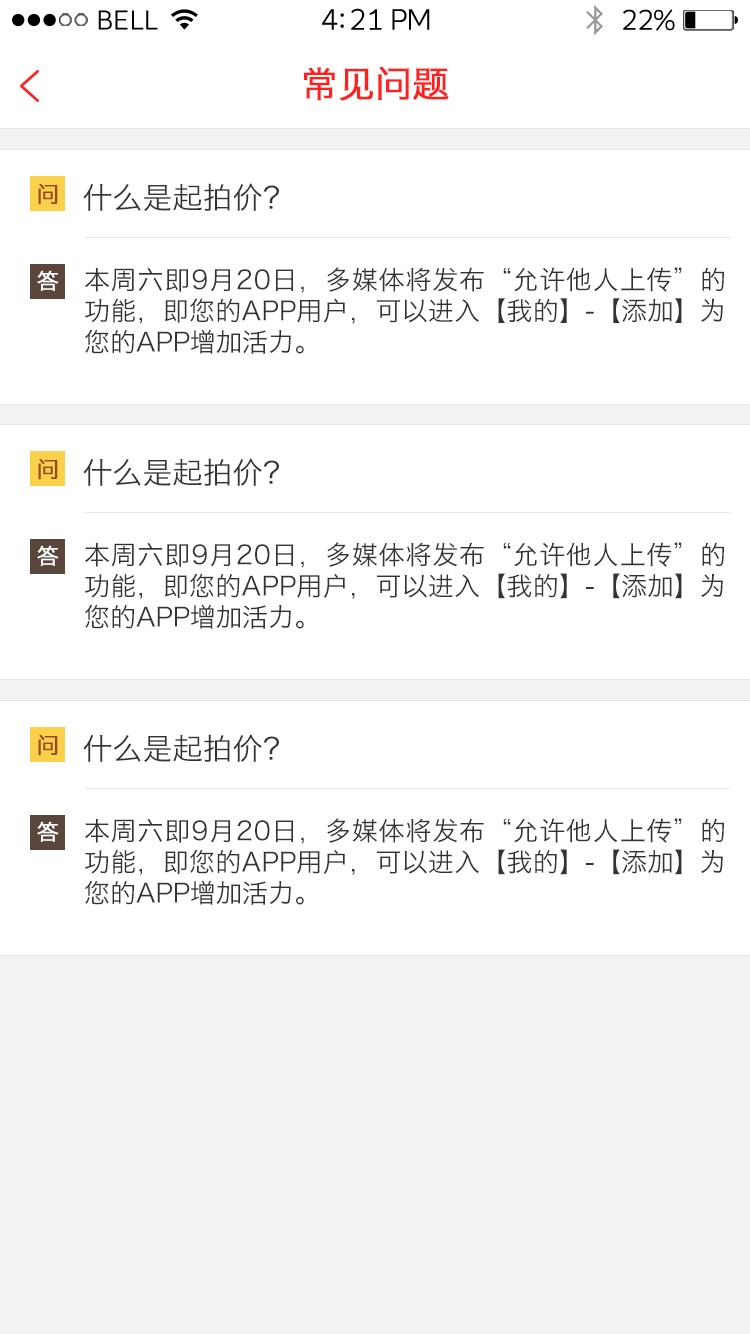 BELL 4:21 PM 22%
常见问题
问 什么是起拍价?
答 本周六即9月20日，多媒体将发布“允许他人上传”的
功能，即您的APP用户，可以进入【我的】-【添加】为
您的APP增加活力。
问 什么是起拍价?
答 本周六即9月20日，多媒体将发布“允许他人上传”的
功能，即您的APP用户，可以进入【我的】-【添加】为
您的APP增加活力。
问 什么是起拍价?
答 本周六即9月20日，多媒体将发布“允许他人上传”的
功能，即您的APP用户，可以进入【我的】-【添加】为
您的APP增加活力。